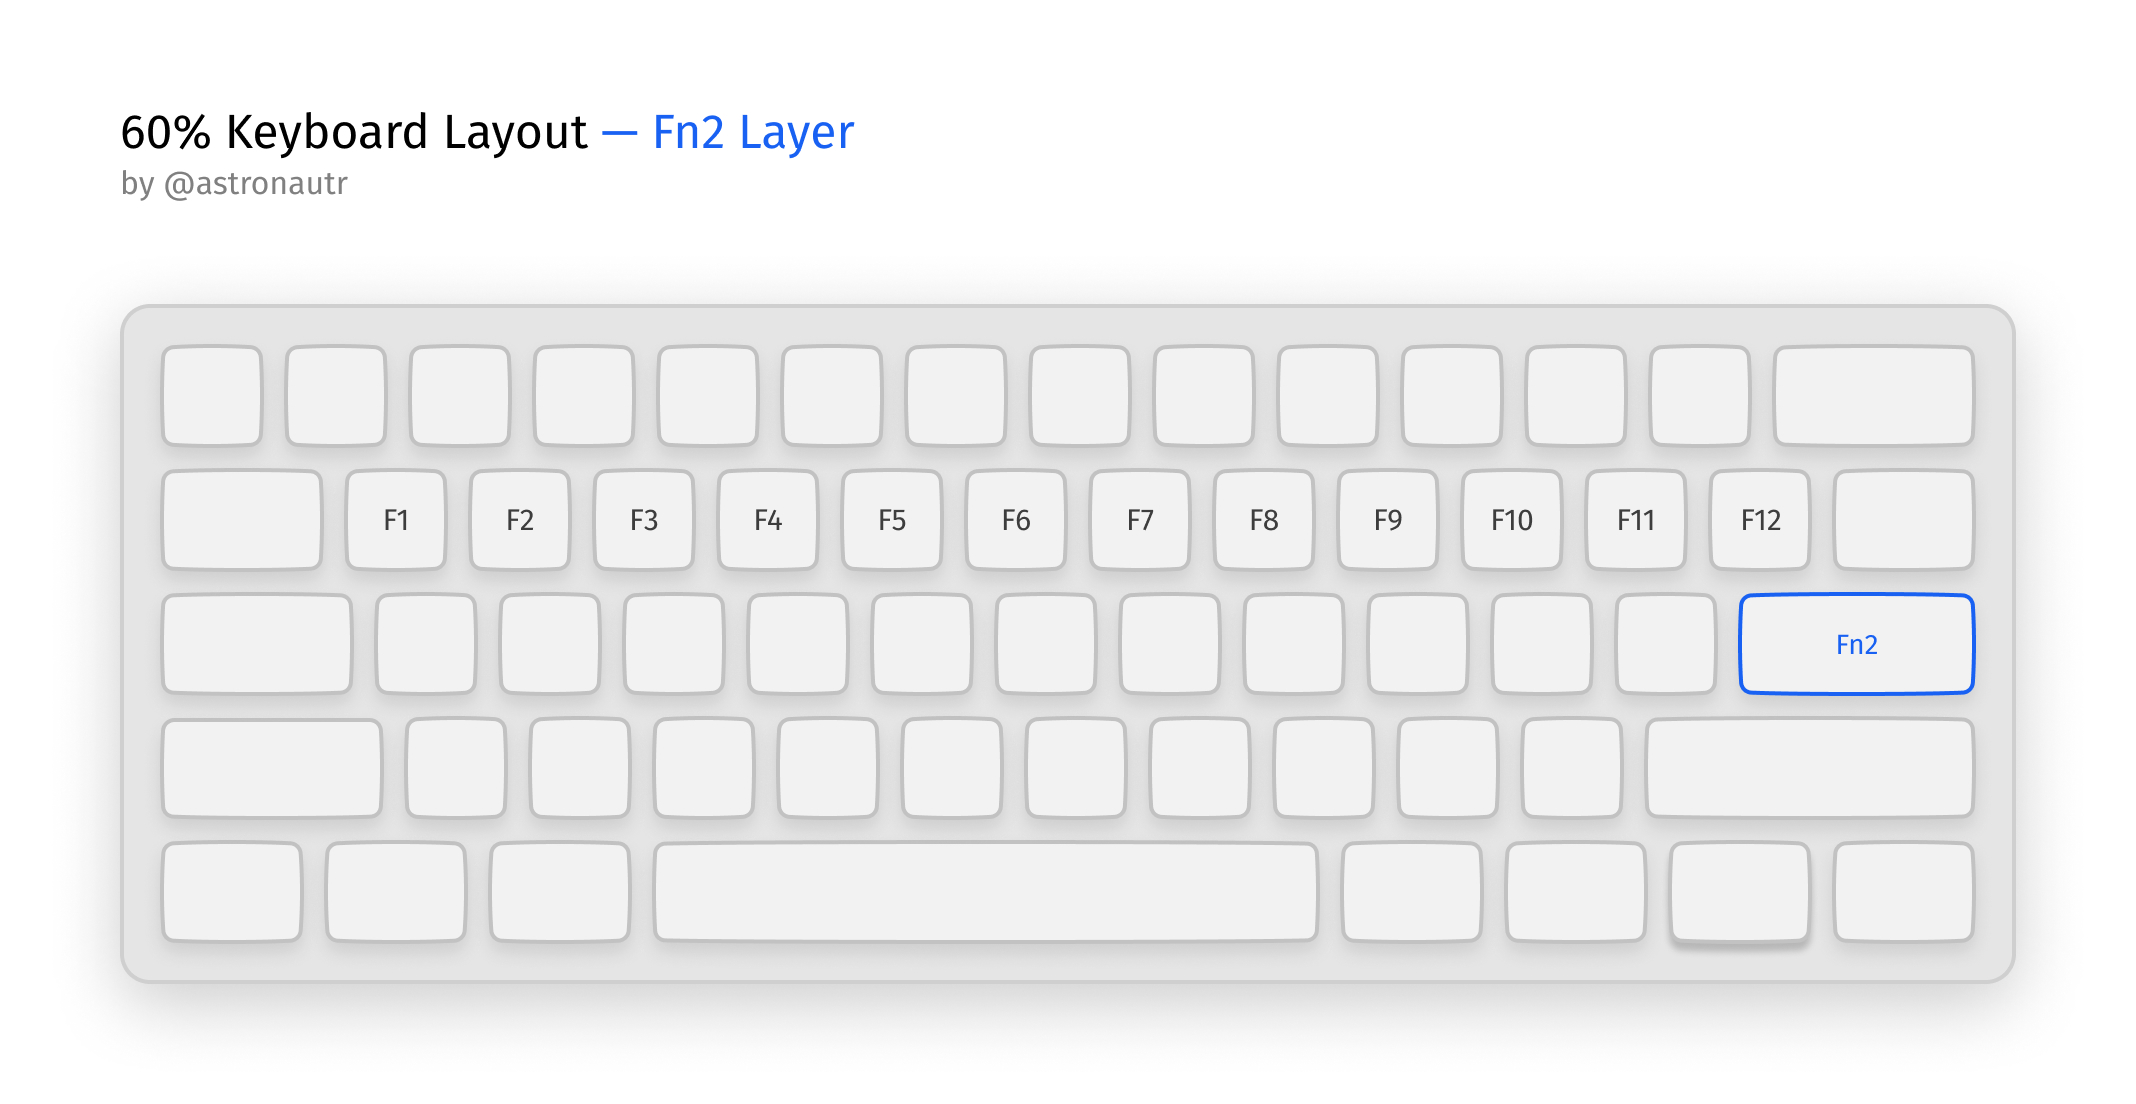 60% Keyboard Layout — Fn2 Layer
by @astronautr
F1 F2 F3 F4 F5 F6 F7 F8 F9 F10 F11 F12
Fn2